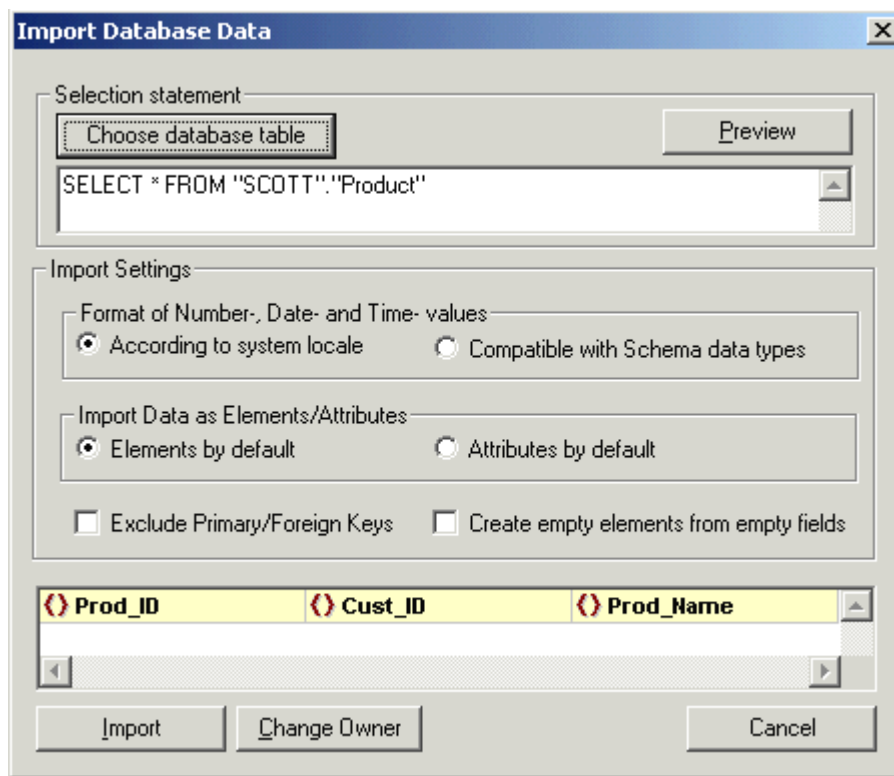 Import Database Data
Selection statement
Choose database table
Preview
SELECT * FROM "SCOTT"."Product"
Import Settings
Format of Number-, Date- and Time- values
According to system locale
Compatible with Schema data types
Import Data as Elements/Attributes
Elements by default
Attributes by default
Exclude Primary/Foreign Keys
Create empty elements from empty fields
Prod_ID
Cust_ID
Prod_Name
Import
Change Owner
Cancel